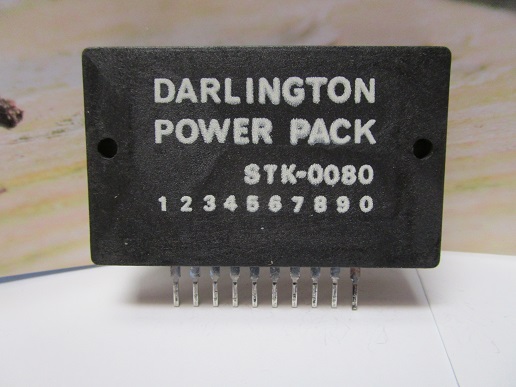 DARLINGTON
POWER PACK
STK-0080
1 2 3 4 5 6 7 8 9 0